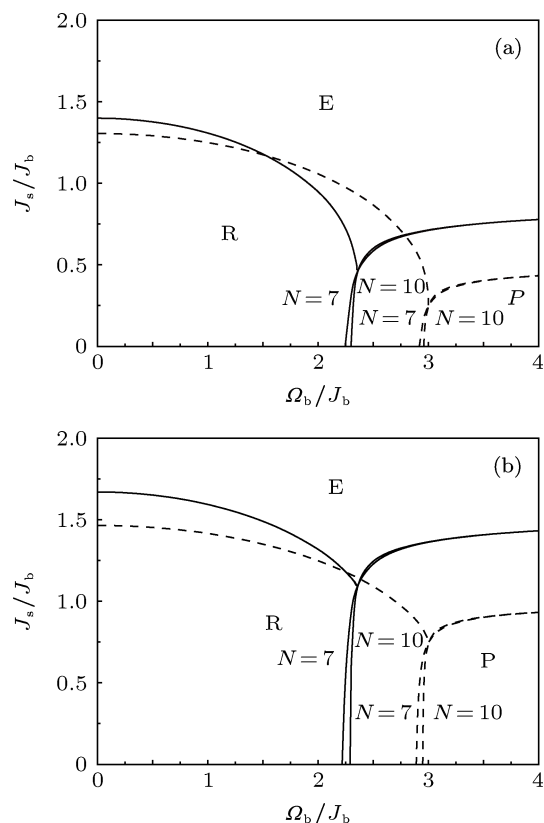 2.0
(a)
E
1.5
1.0
R
0.5
N=7
N=10
P
N=7
N=10
0
0 1 2 3 4
J_s/J_b
Ω_b/J_b
2.0
(b)
E
1.5
1.0
R
N=10
N=7
P
0.5
N=7
N=10
0
0 1 2 3 4
J_s/J_b
Ω_b/J_b